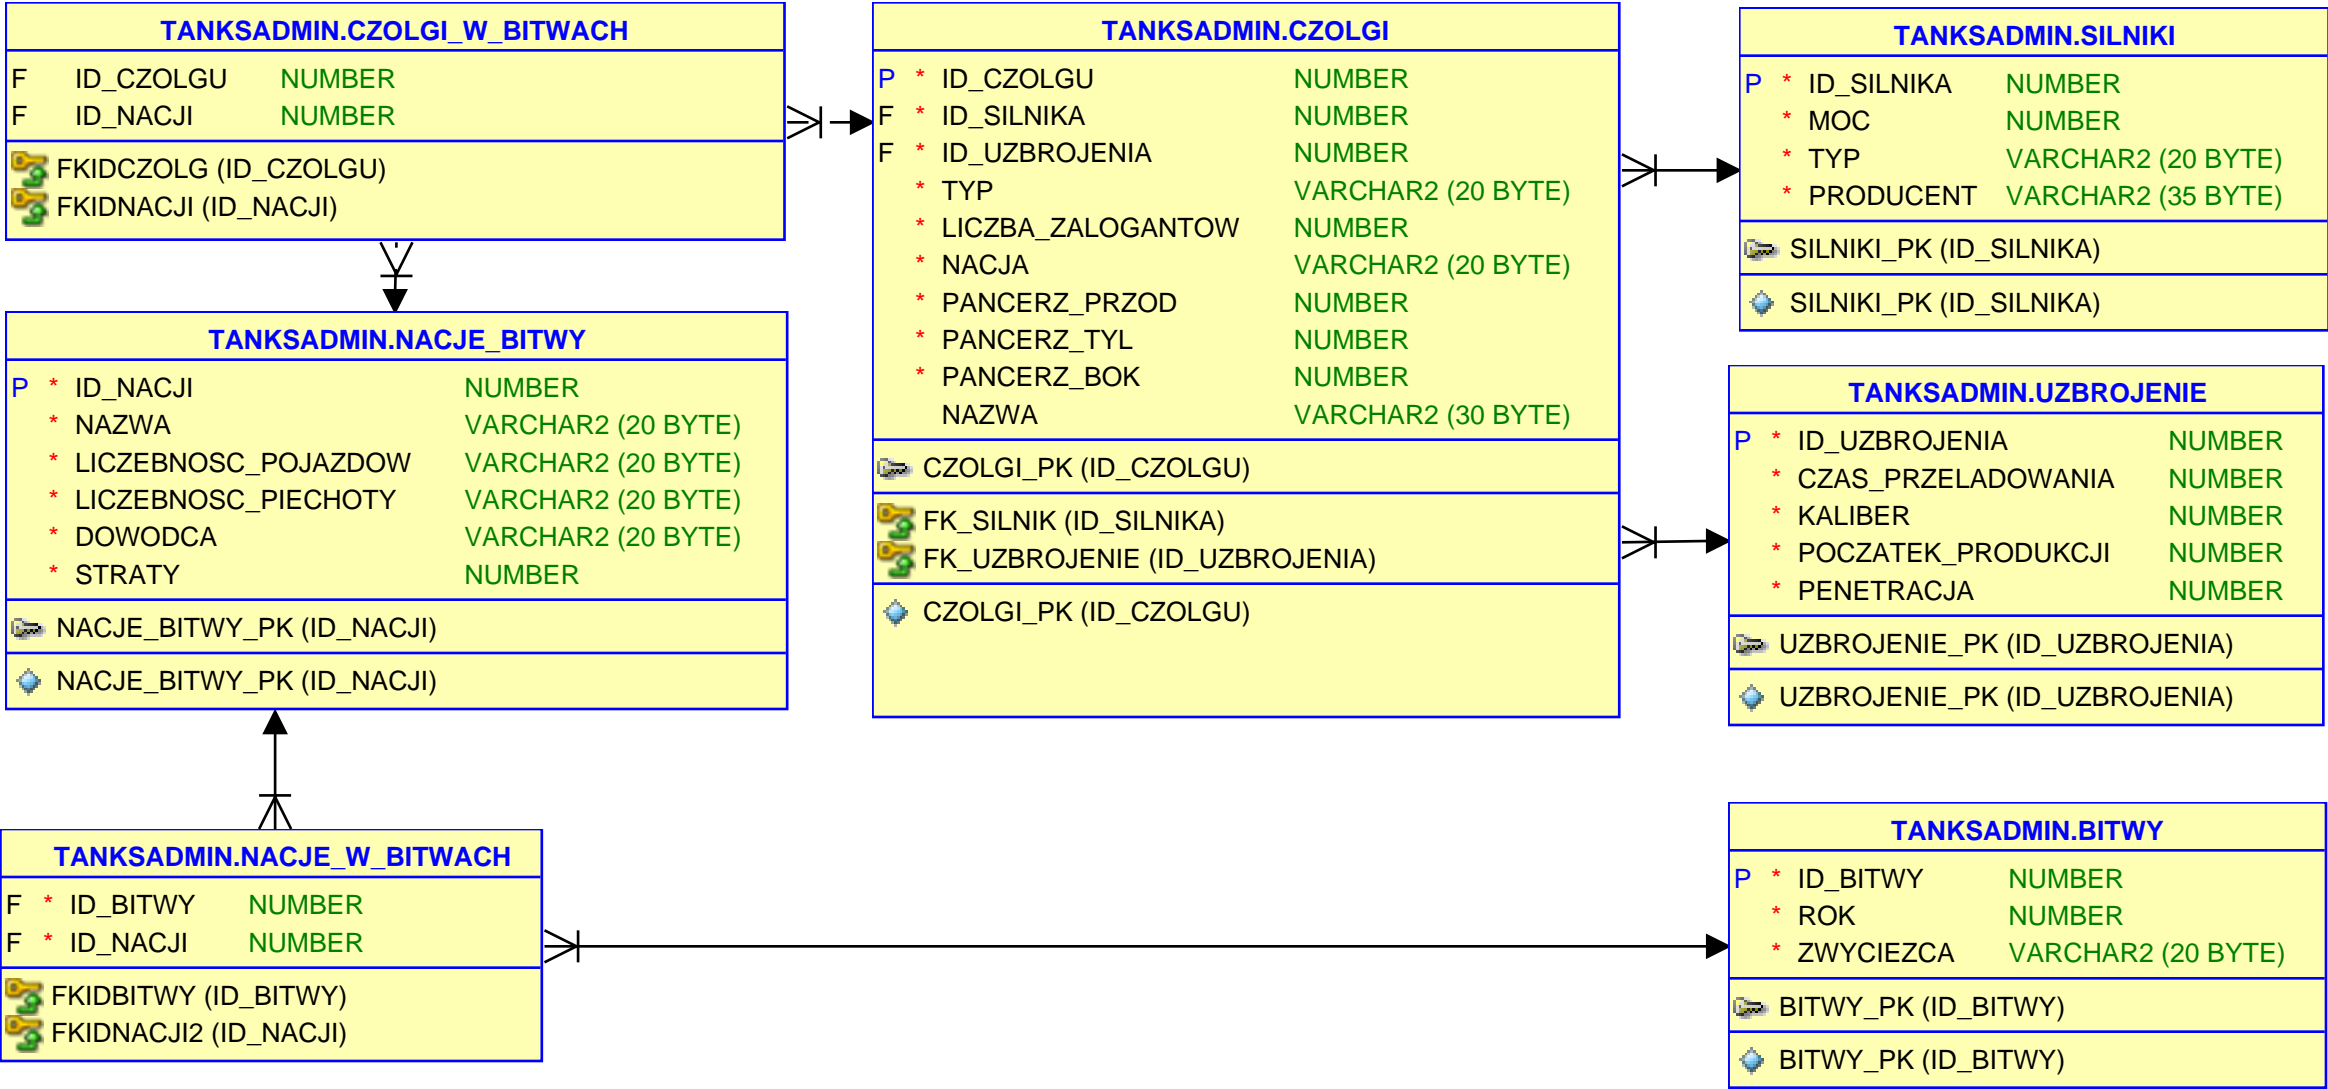 TANKSADMIN.CZOLGI_W_BITWACH
F ID_CZOLGU NUMBER
F ID_NACJI NUMBER
FKIDCZOLG (ID_CZOLGU)
FKIDNACJI (ID_NACJI)
TANKSADMIN.NACJE_BITWY
P * ID_NACJI NUMBER
* NAZWA VARCHAR2 (20 BYTE)
* LICZEBNOSC_POJAZDOW VARCHAR2 (20 BYTE)
* LICZEBNOSC_PIECHOTY VARCHAR2 (20 BYTE)
* DOWODCA VARCHAR2 (20 BYTE)
* STRATY NUMBER
NACJE_BITWY_PK (ID_NACJI)
NACJE_BITWY_PK (ID_NACJI)
TANKSADMIN.NACJE_W_BITWACH
F * ID_BITWY NUMBER
F * ID_NACJI NUMBER
FKIDBITWY (ID_BITWY)
FKIDNACJI2 (ID_NACJI)
TANKSADMIN.CZOLGI
P * ID_CZOLGU NUMBER
F * ID_SILNIKA NUMBER
F * ID_UZBROJENIA NUMBER
* TYP VARCHAR2 (20 BYTE)
* LICZBA_ZALOGANTOW NUMBER
* NACJA VARCHAR2 (20 BYTE)
* PANCERZ_PRZOD NUMBER
* PANCERZ_TYL NUMBER
* PANCERZ_BOK NUMBER
NAZWA VARCHAR2 (30 BYTE)
CZOLGI_PK (ID_CZOLGU)
FK_SILNIK (ID_SILNIKA)
FK_UZBROJENIE (ID_UZBROJENIA)
CZOLGI_PK (ID_CZOLGU)
TANKSADMIN.SILNIKI
P * ID_SILNIKA NUMBER
* MOC NUMBER
* TYP VARCHAR2 (20 BYTE)
* PRODUCENT VARCHAR2 (35 BYTE)
SILNIKI_PK (ID_SILNIKA)
SILNIKI_PK (ID_SILNIKA)
TANKSADMIN.UZBROJENIE
P * ID_UZBROJENIA NUMBER
* CZAS_PRZELADOWANIA NUMBER
* KALIBER NUMBER
* POCZATEK_PRODUKCJI NUMBER
* PENETRACJA NUMBER
UZBROJENIE_PK (ID_UZBROJENIA)
UZBROJENIE_PK (ID_UZBROJENIA)
TANKSADMIN.BITWY
P * ID_BITWY NUMBER
* ROK NUMBER
* ZWYCIEZCA VARCHAR2 (20 BYTE)
BITWY_PK (ID_BITWY)
BITWY_PK (ID_BITWY)